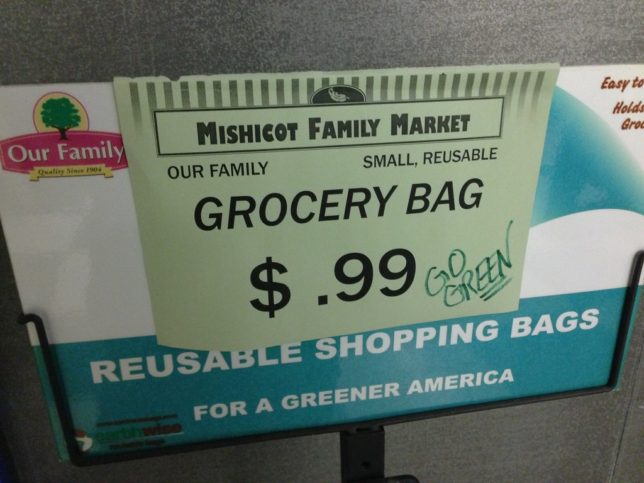 Our Family
Quality Since 1904
MISHICOT FAMILY MARKET
OUR FAMILY SMALL, REUSABLE
GROCERY BAG
$ .99
GO
GREEN
Easy to
Holds
REUSABLE SHOPPING BAGS
FOR A GREENER AMERICA
earthwise